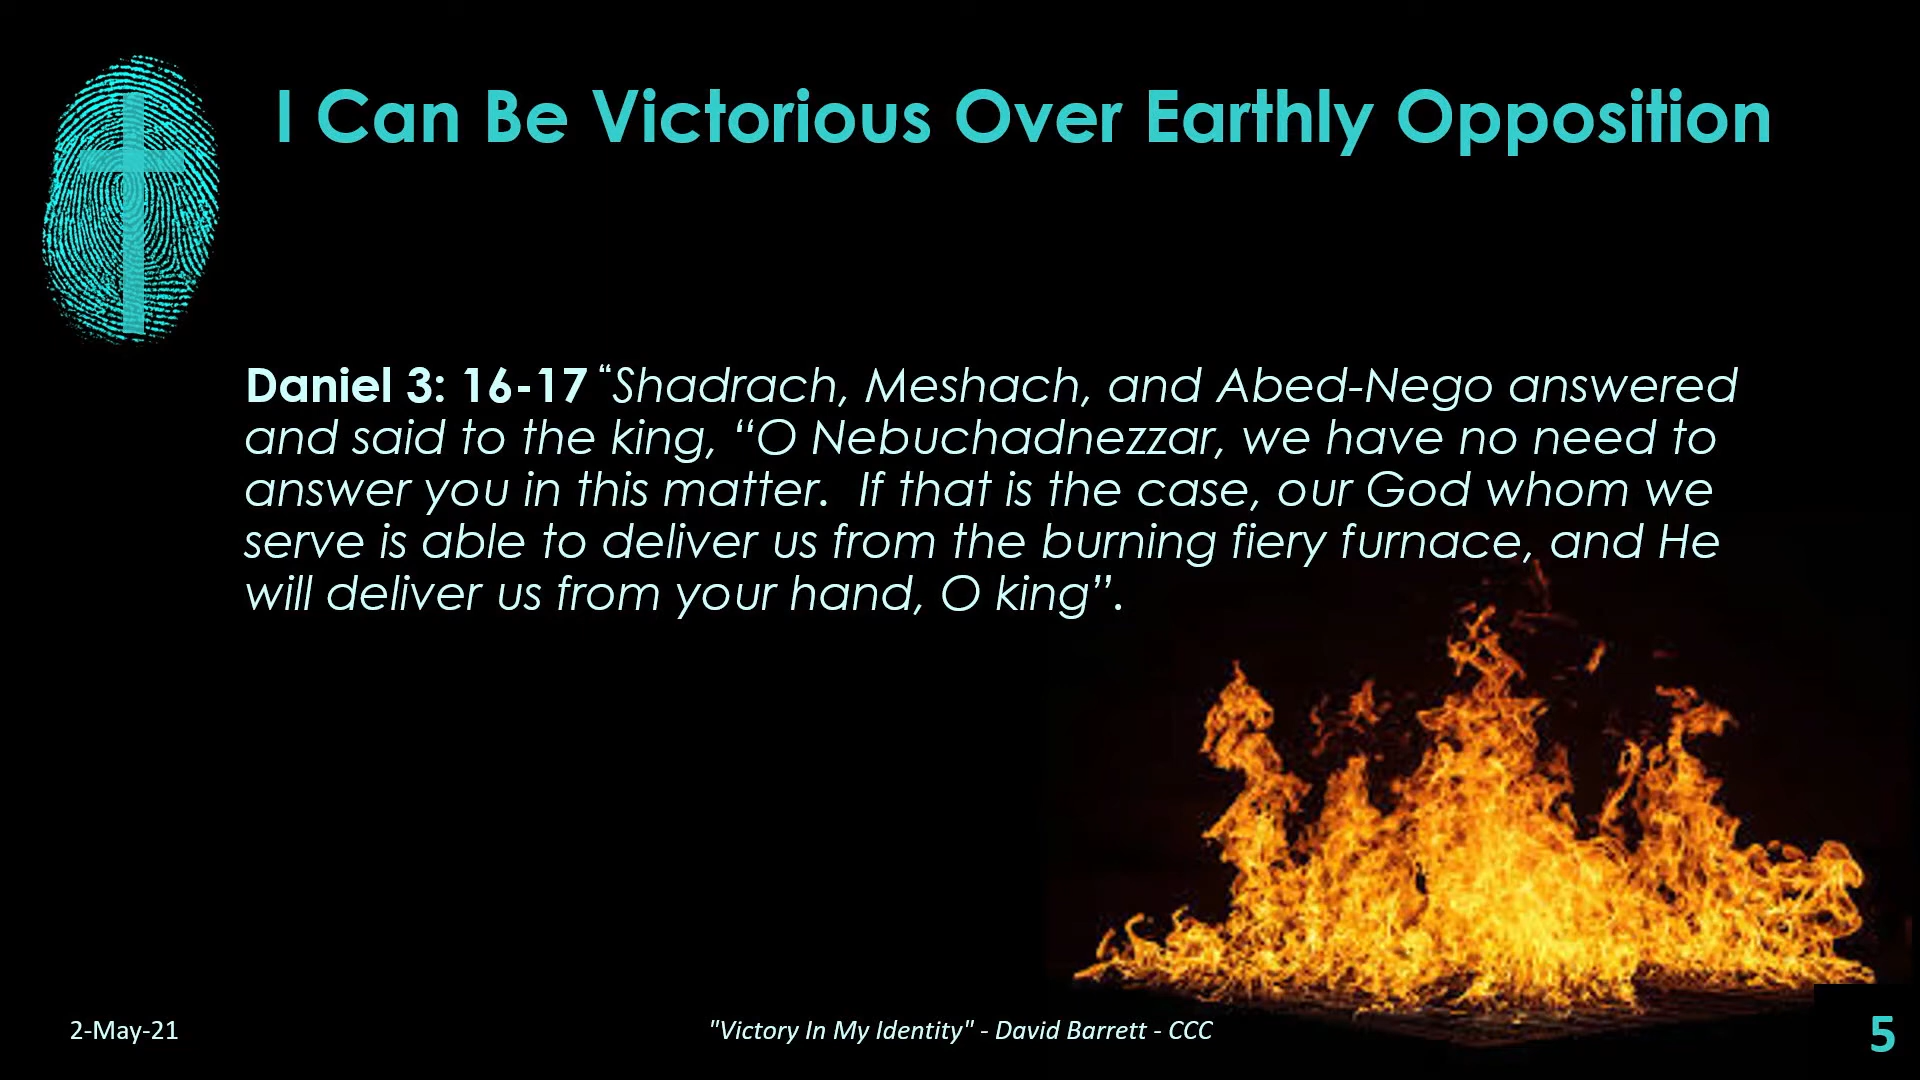 I Can Be Victorious Over Earthly Opposition
Daniel 3: 16-17 “Shadrach, Meshach, and Abed-Nego answered
and said to the king, “O Nebuchadnezzar, we have no need to
answer you in this matter.  If that is the case, our God whom we
serve is able to deliver us from the burning fiery furnace, and He
will deliver us from your hand, O king”.
2-May-21
"Victory In My Identity" - David Barrett - CCC
5